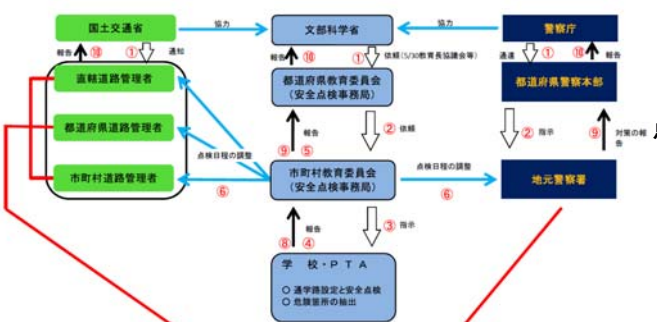 国土交通省
協力
文部科学省
協力
警察庁
報告 ⑩
① 通知
報告 ⑩
① 依頼(5/30教育長協議会等)
通達 ①
⑩ 報告
直轄道路管理者
都道府県教育委員会
(安全点検事務局)
都道府県警察本部
都道府県道路管理者
報告
⑨ ⑤
② 依頼
② 指示
⑨ 対策の報告
点検日程の調整
⑥
市町村道路管理者
市町村教育委員会
(安全点検事務局)
点検日程の調整
⑥
地元警察署
報告
⑧ ④
③ 指示
学 校・P T A
○ 通学路設定と安全点検
○ 危険箇所の抽出